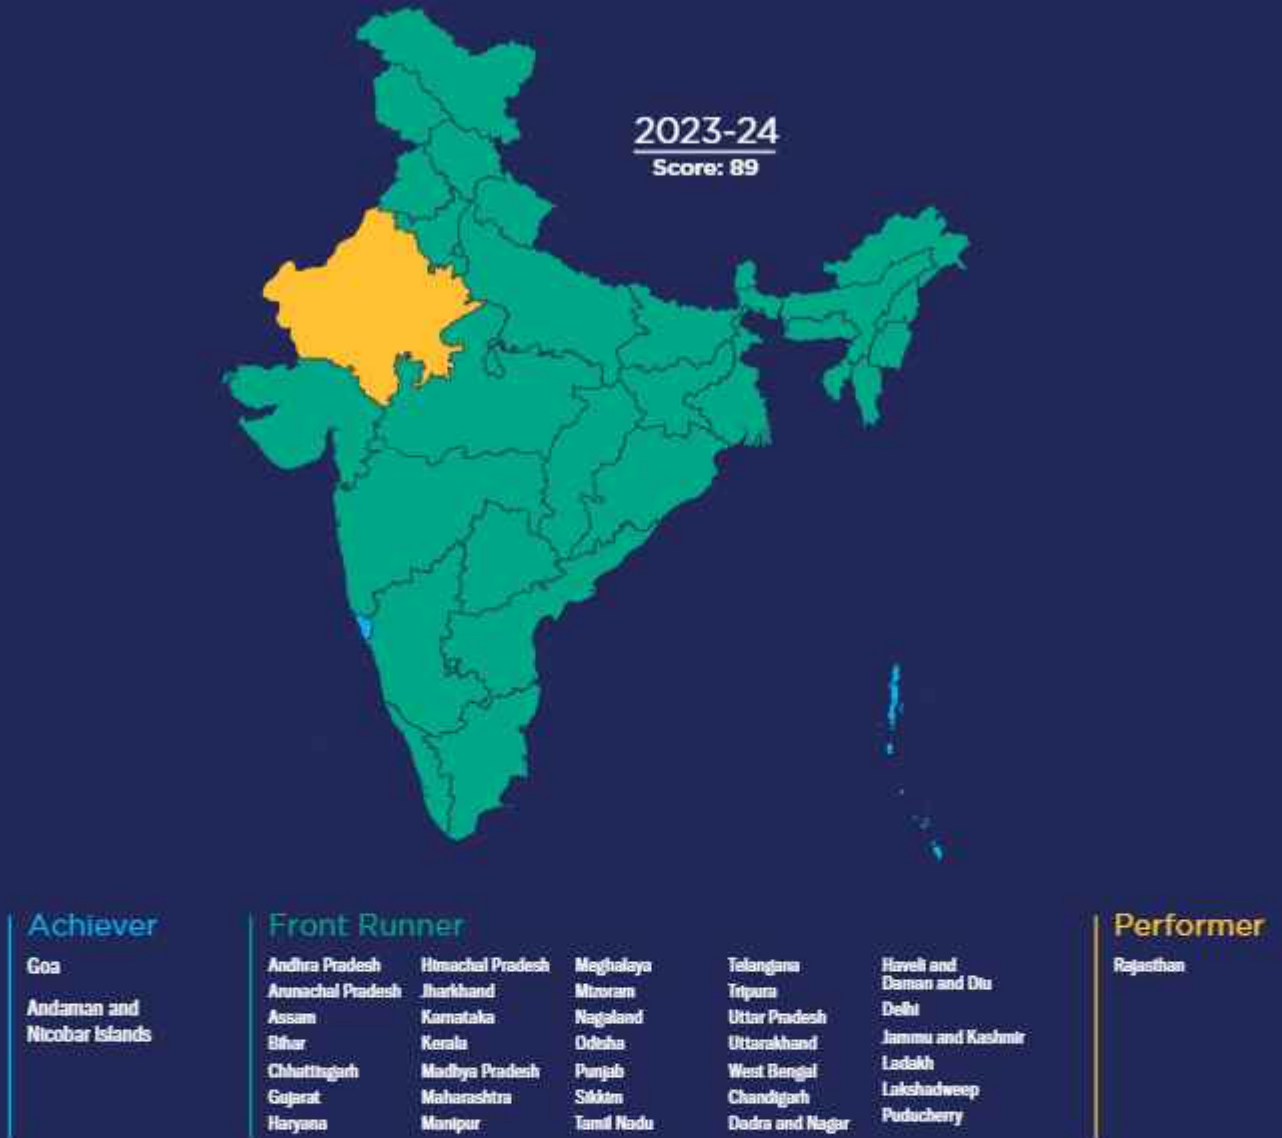 2023-24
Score: 89
Achiever
Goa
Andaman and
Nicobar Islands
Front Runner
Andhra Pradesh
Arunachal Pradesh
Assam
Bihar
Chhattisgarh
Gujarat
Haryana
Himachal Pradesh
Jharkhand
Karnataka
Kerala
Madhya Pradesh
Maharashtra
Manipur
Meghalaya
Mizoram
Nagaland
Odisha
Punjab
Sikkim
Tamil Nadu
Telangana
Tripura
Uttar Pradesh
Uttarakhand
West Bengal
Chandigarh
Dadra and Nagar
Haveli and
Daman and Diu
Delhi
Jammu and Kashmir
Ladakh
Lakshadweep
Puducherry
Performer
Rajasthan